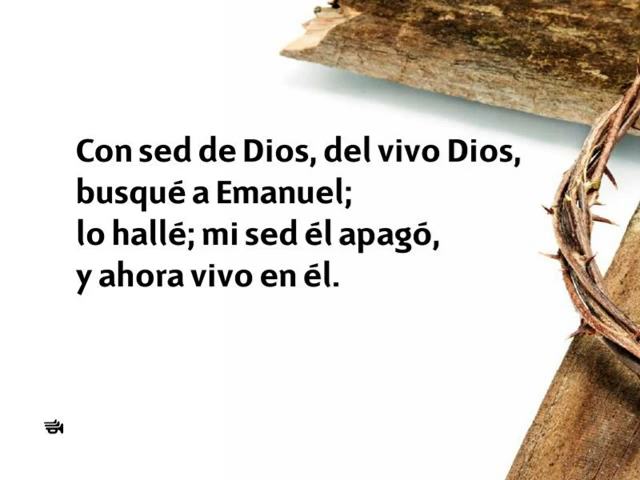 Con sed de Dios, del vivo Dios,
busqué a Emanuel;
lo hallé; mi sed él apagó,
y ahora vivo en él.